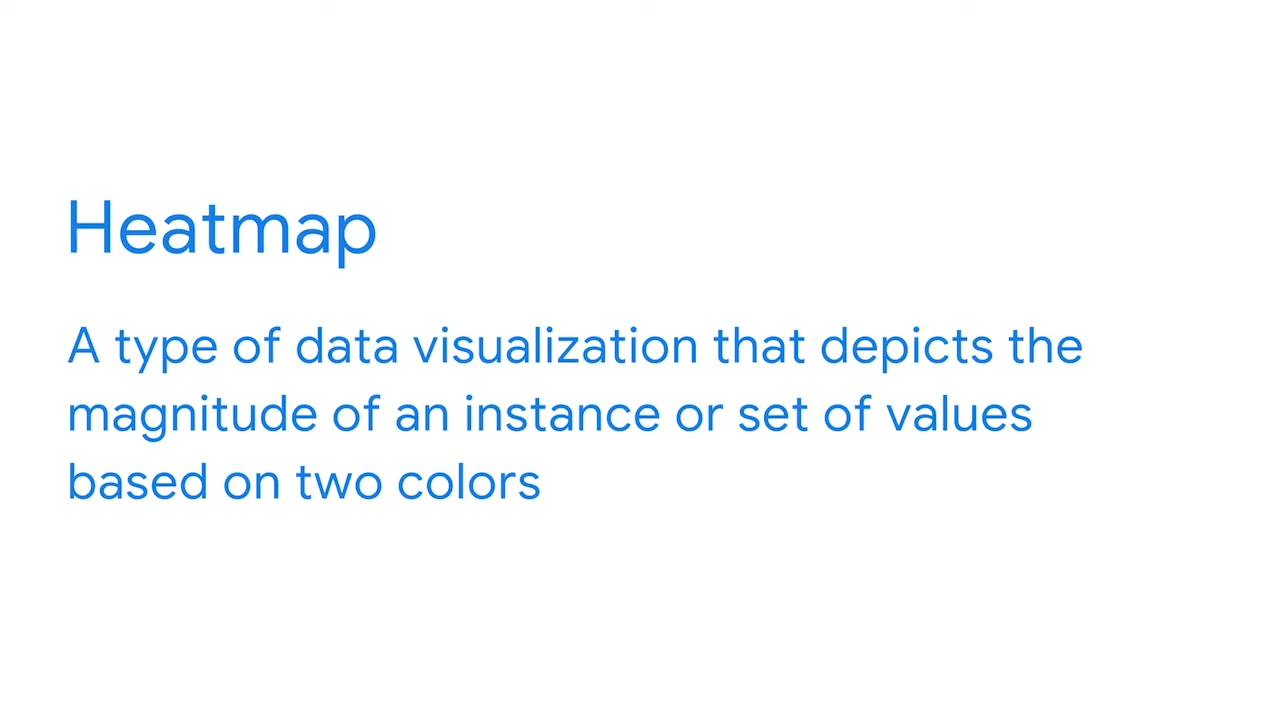 Heatmap
A type of data visualization that depicts the
magnitude of an instance or set of values
based on two colors